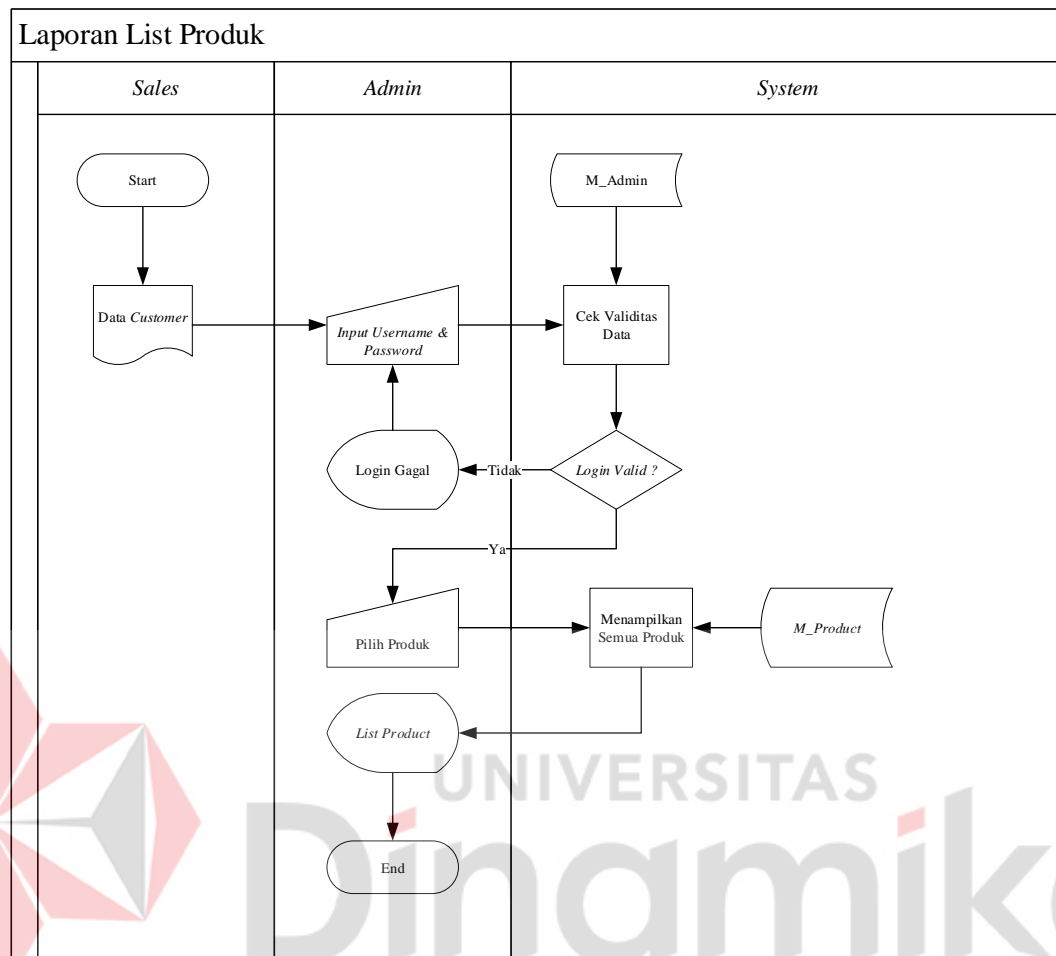 Laporan List Produk
Sales
Admin
System
Start
M_Admin
Data Customer
Input Username &
Password
Cek Validitas
Data
Login Gagal
Tidak
Login Valid ?
Ya
Pilih Produk
Menampilkan
Semua Produk
M_Product
List Product
UNIVERSITAS
Dinamika
End